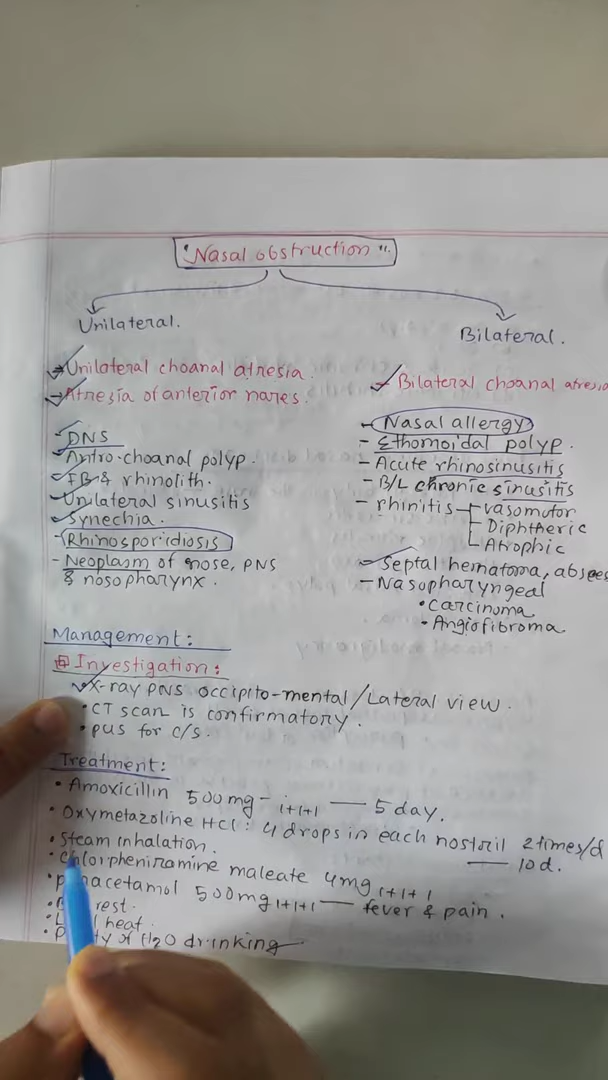 "Nasal obstruction"
Unilateral.
→ Unilateral choanal atresia.
→ Atresia of anterior nares.
- DNS
- Antro-choanal polyp.
- FB & rhinolith.
- Unilateral sinusitis
- Synechia.
- Rhinosporidiosis
- Neoplasm of nose, PNS
& nosopharynx.
Bilateral.
- Bilateral choanal atresia
- Nasal allergy
- Ethomoidal polyp.
- Acute rhinosinusitis
- B/L chronic sinusitis
- rhinitis - vasomotor
- Diphtheric
- Atrophic
- Septal hematoma, abses
- Nasopharyngeal
• Carcinoma
- Angiofibroma
Management:
Investigation:
X-ray PNS occipito-mental/Lateral view.
• CT scan is confirmatory.
• pus for c/s.
Treatment:
• Amoxicillin 500mg - 1+1+1 — 5 day.
• Oxymetazoline HCl: 4 drops in each nostril 2 times/d
— 10d.
• Steam inhalation.
• Chlorpheniramine maleate 4mg 1+1+1
• acetamol 500mg 1+1+1 — fever & pain.
• rest.
• heat.
• of H2O drinking